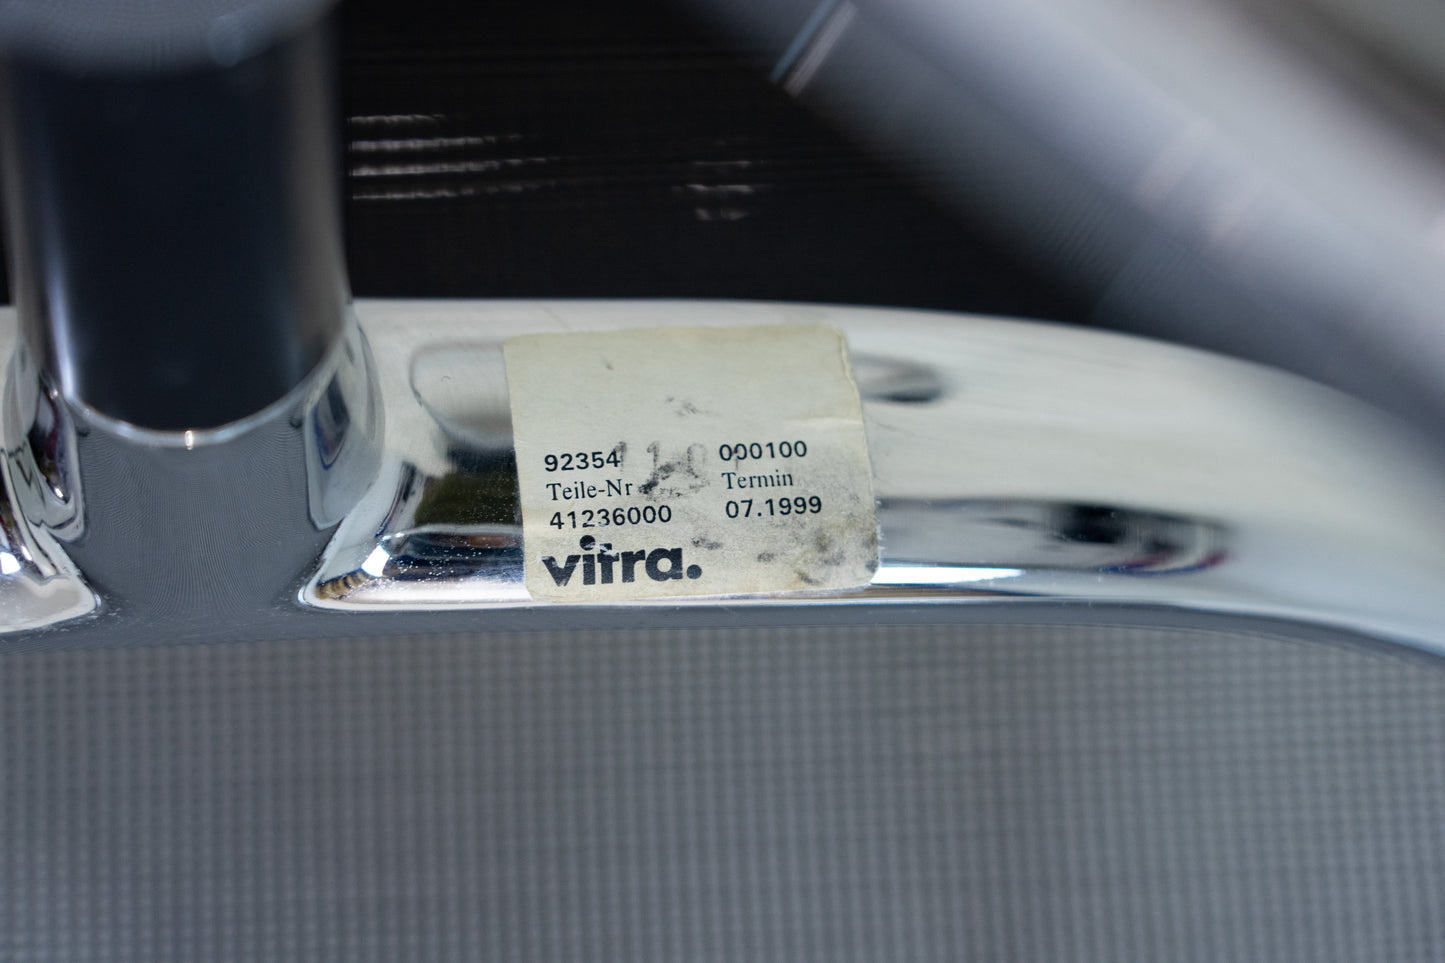 92354 000100
Teile-Nr Termin
41236000 07.1999
vitra.